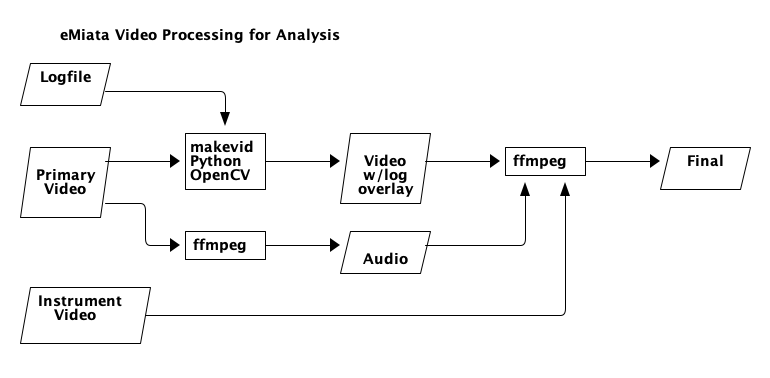 eMiata Video Processing for Analysis
Logfile
makevid
Python
OpenCV
Primary
Video
Video
w/log
overlay
ffmpeg
Final
ffmpeg
Audio
Instrument
Video